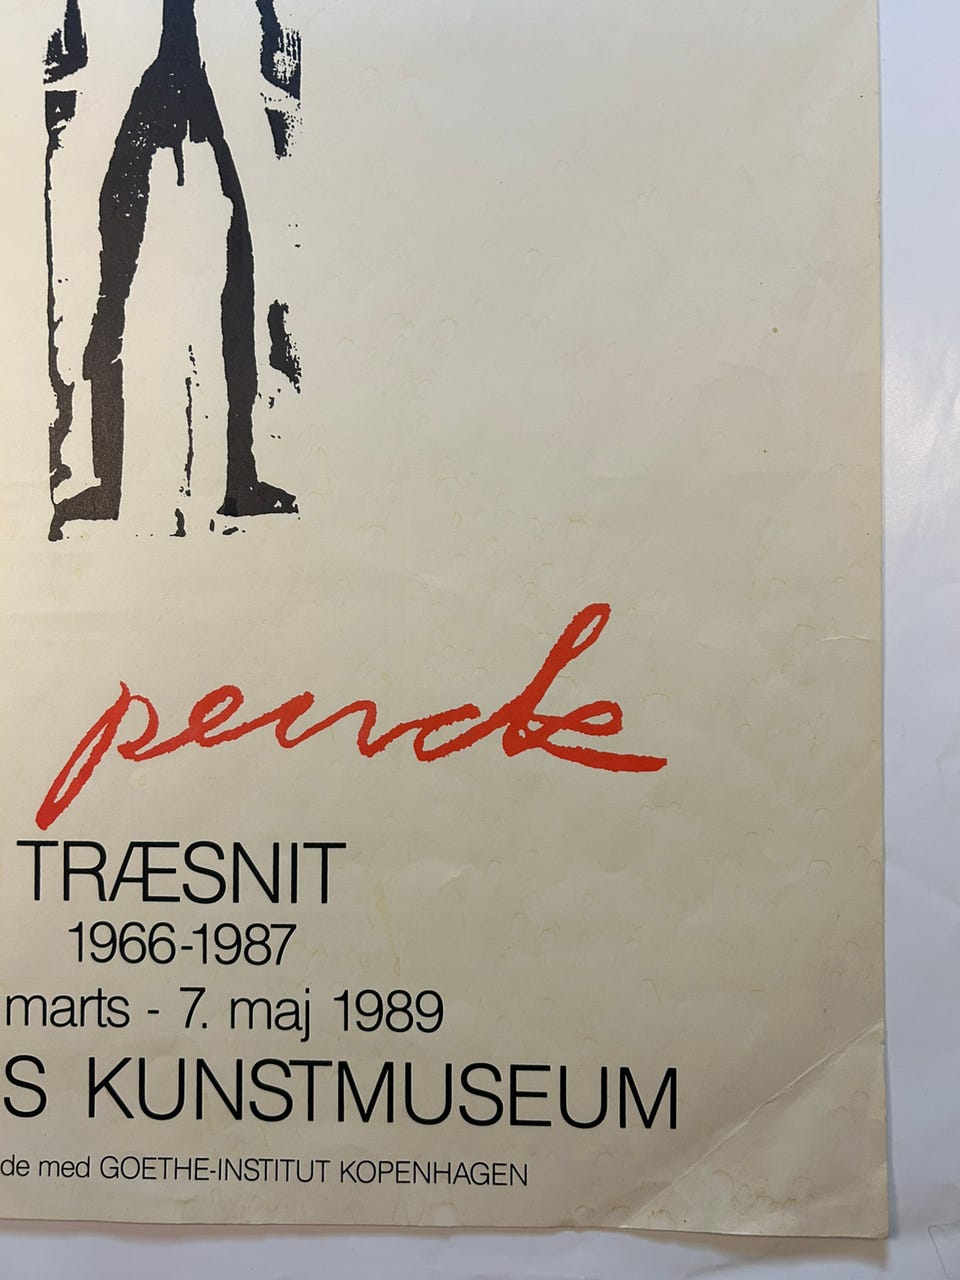 penck
TRÆSNIT
1966-1987
marts - 7. maj 1989
S KUNSTMUSEUM
de med GOETHE-INSTITUT KOPENHAGEN